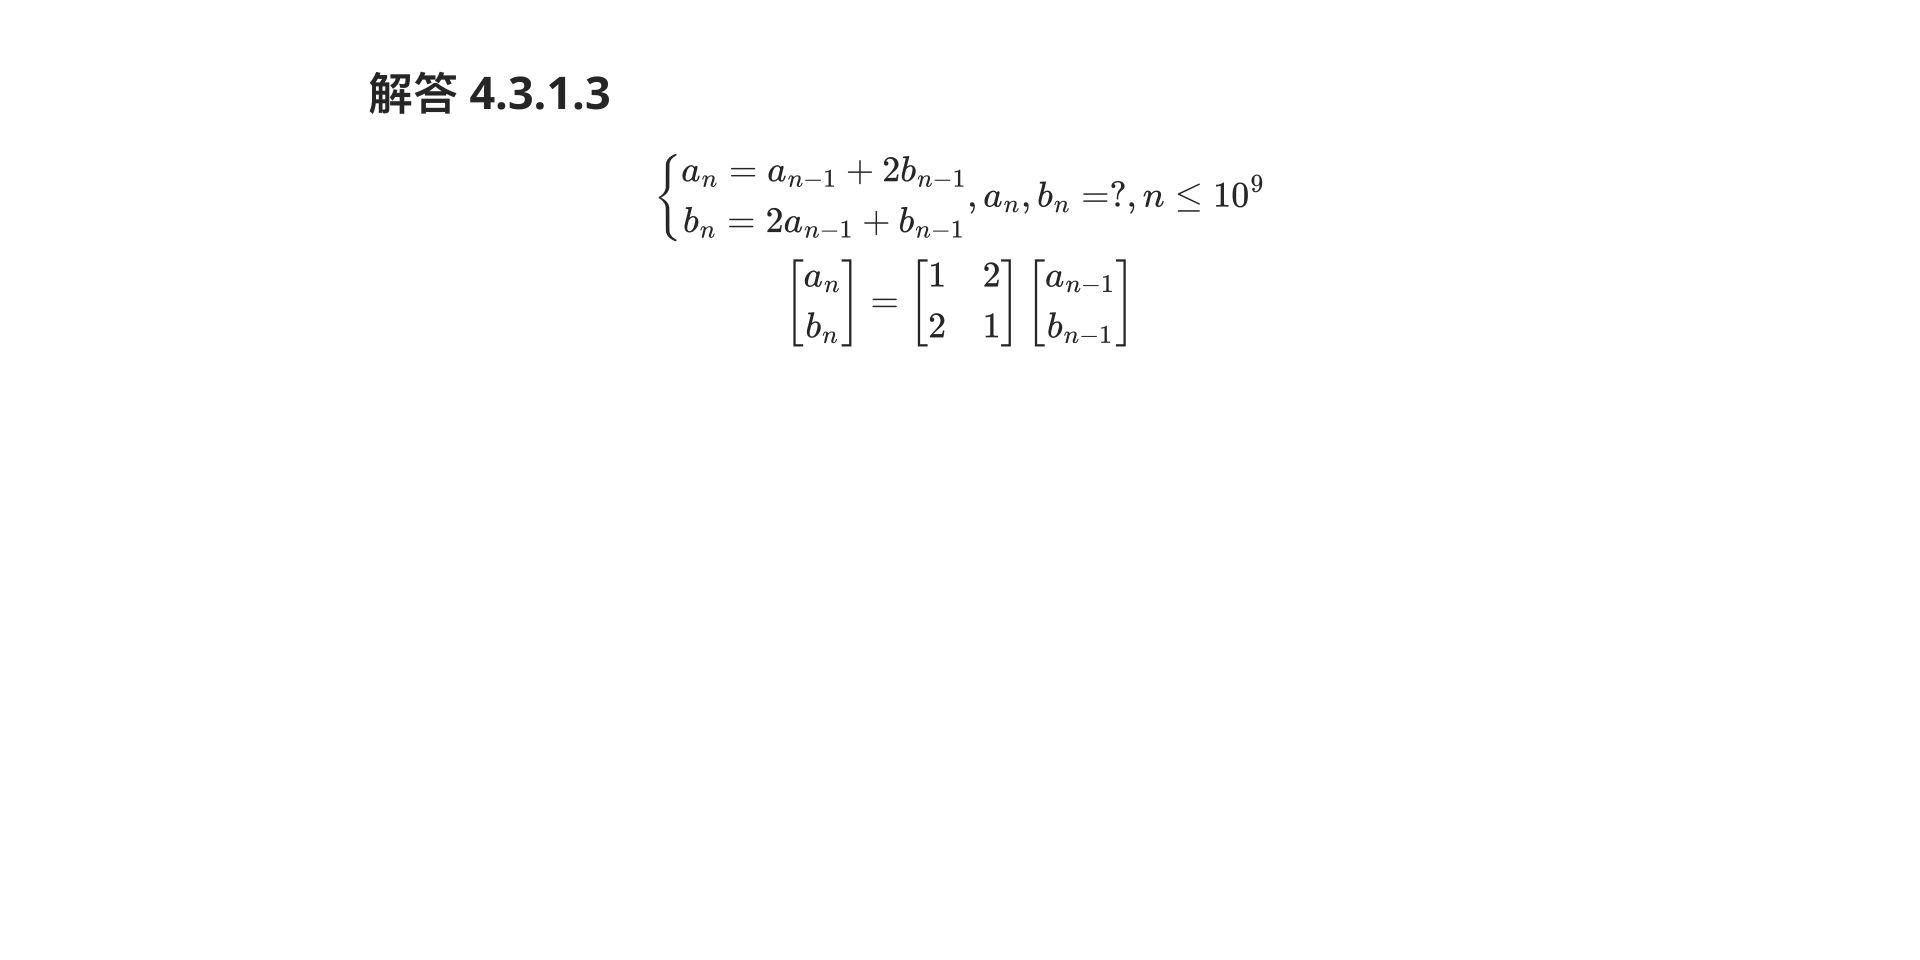 解答 4.3.1.3
$\begin{cases} a_n = a_{n-1} + 2b_{n-1} \\ b_n = 2a_{n-1} + b_{n-1} \end{cases}, a_n, b_n =?, n \leq 10^9$
$\begin{bmatrix} a_n \\ b_n \end{bmatrix} = \begin{bmatrix} 1 & 2 \\ 2 & 1 \end{bmatrix} \begin{bmatrix} a_{n-1} \\ b_{n-1} \end{bmatrix}$